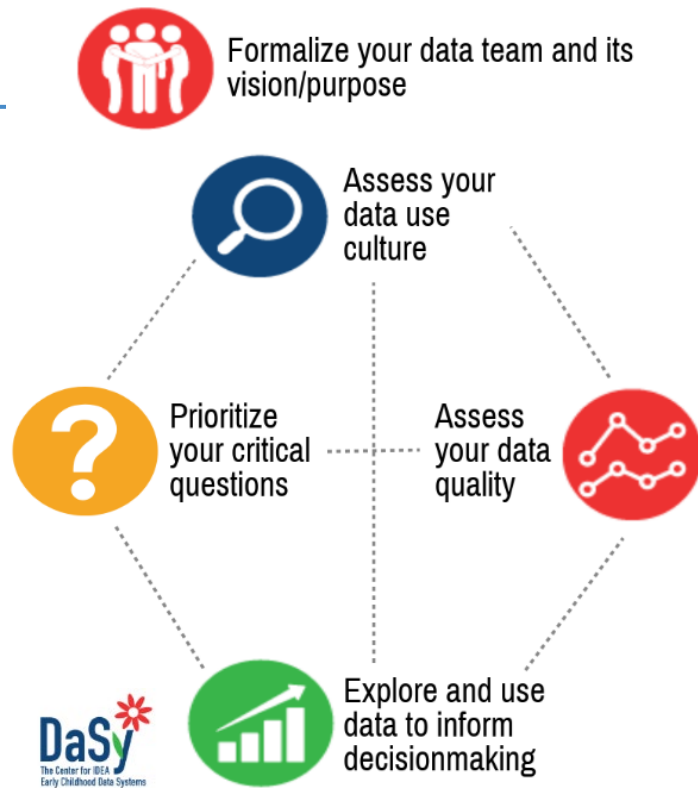 Formalize your data team and its
vision/purpose
Assess your
data use
culture
?
Prioritize
your critical
questions
Assess
your data
quality
Explore and use
data to inform
decisionmaking
DaSy
The Center for IDEA
Early Childhood Data Systems